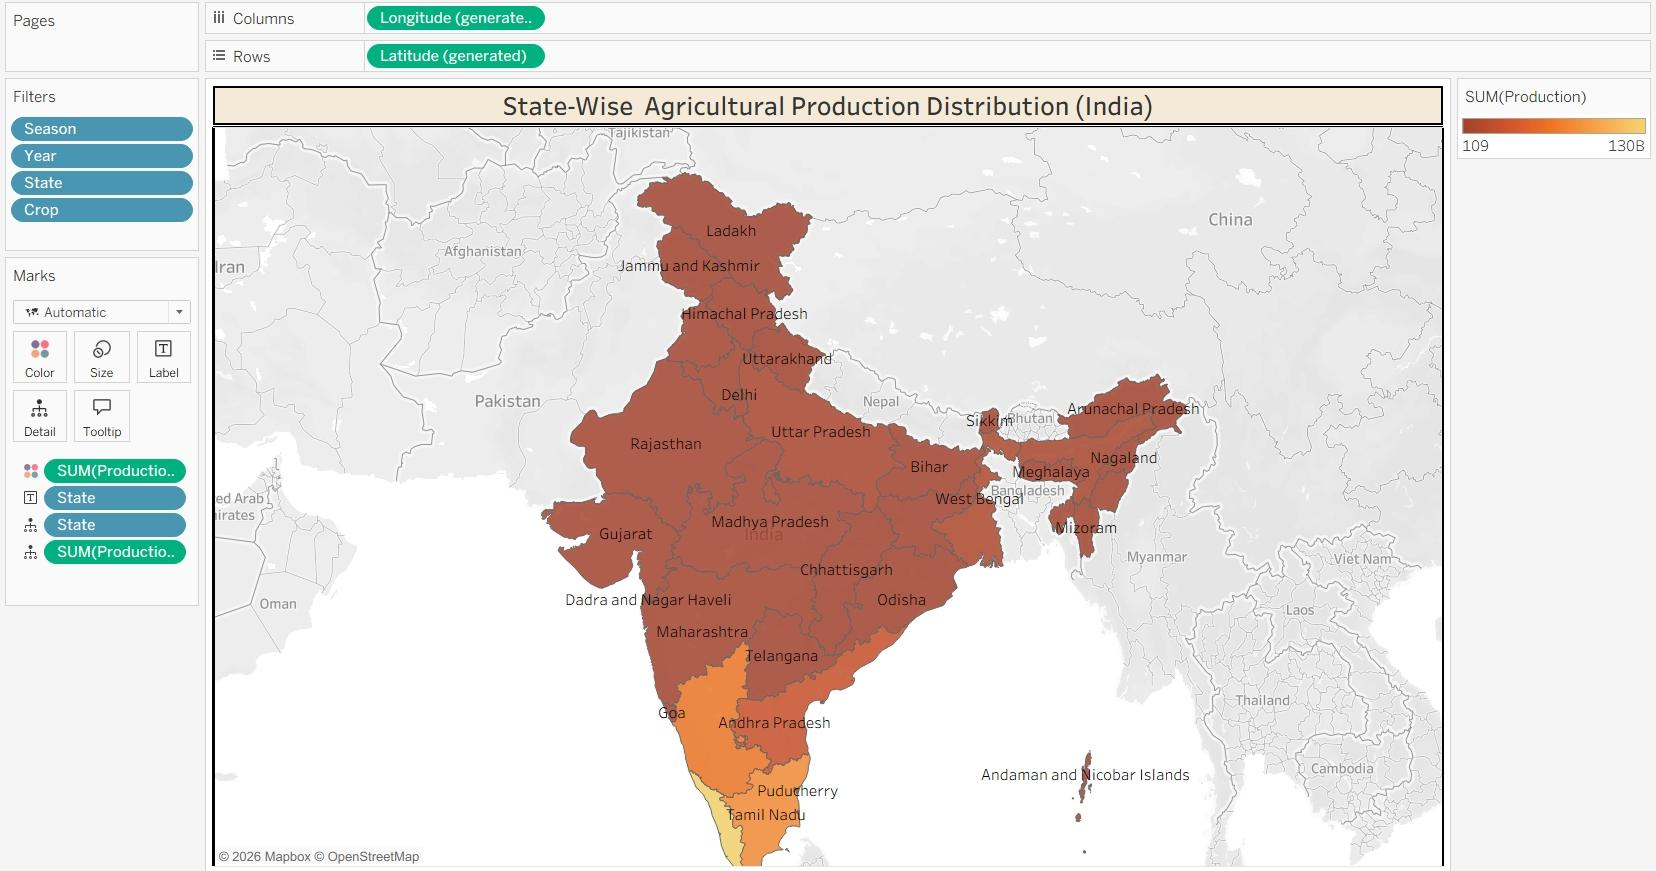 Pages
Columns
Longitude (generate..
Rows
Latitude (generated)
Filters
Season
Year
State
Crop
Marks
Automatic
Color
Size
Label
Detail
Tooltip
SUM(Productio..
State
State
SUM(Productio..
State-Wise Agricultural Production Distribution (India)
Tajikistan
China
Ladakh
Afghanistan
Iran
Jammu and Kashmir
Himachal Pradesh
Uttarakhand
Delhi
Pakistan
Nepal
Sikkim
Bhutan
Arunachal Pradesh
Rajasthan
Uttar Pradesh
Bihar
Nagaland
Meghalaya
Bangladesh
West Bengal
ed Arab
irates
Madhya Pradesh
India
Gujarat
Mizoram
Myanmar
Viet Nam
Chhattisgarh
Oman
Dadra and Nagar Haveli
Odisha
Laos
Maharashtra
Telangana
Thailand
Goa
Andhra Pradesh
Cambodia
Andaman and Nicobar Islands
Puducherry
Tamil Nadu
© 2026 Mapbox © OpenStreetMap
SUM(Production)
109
130B